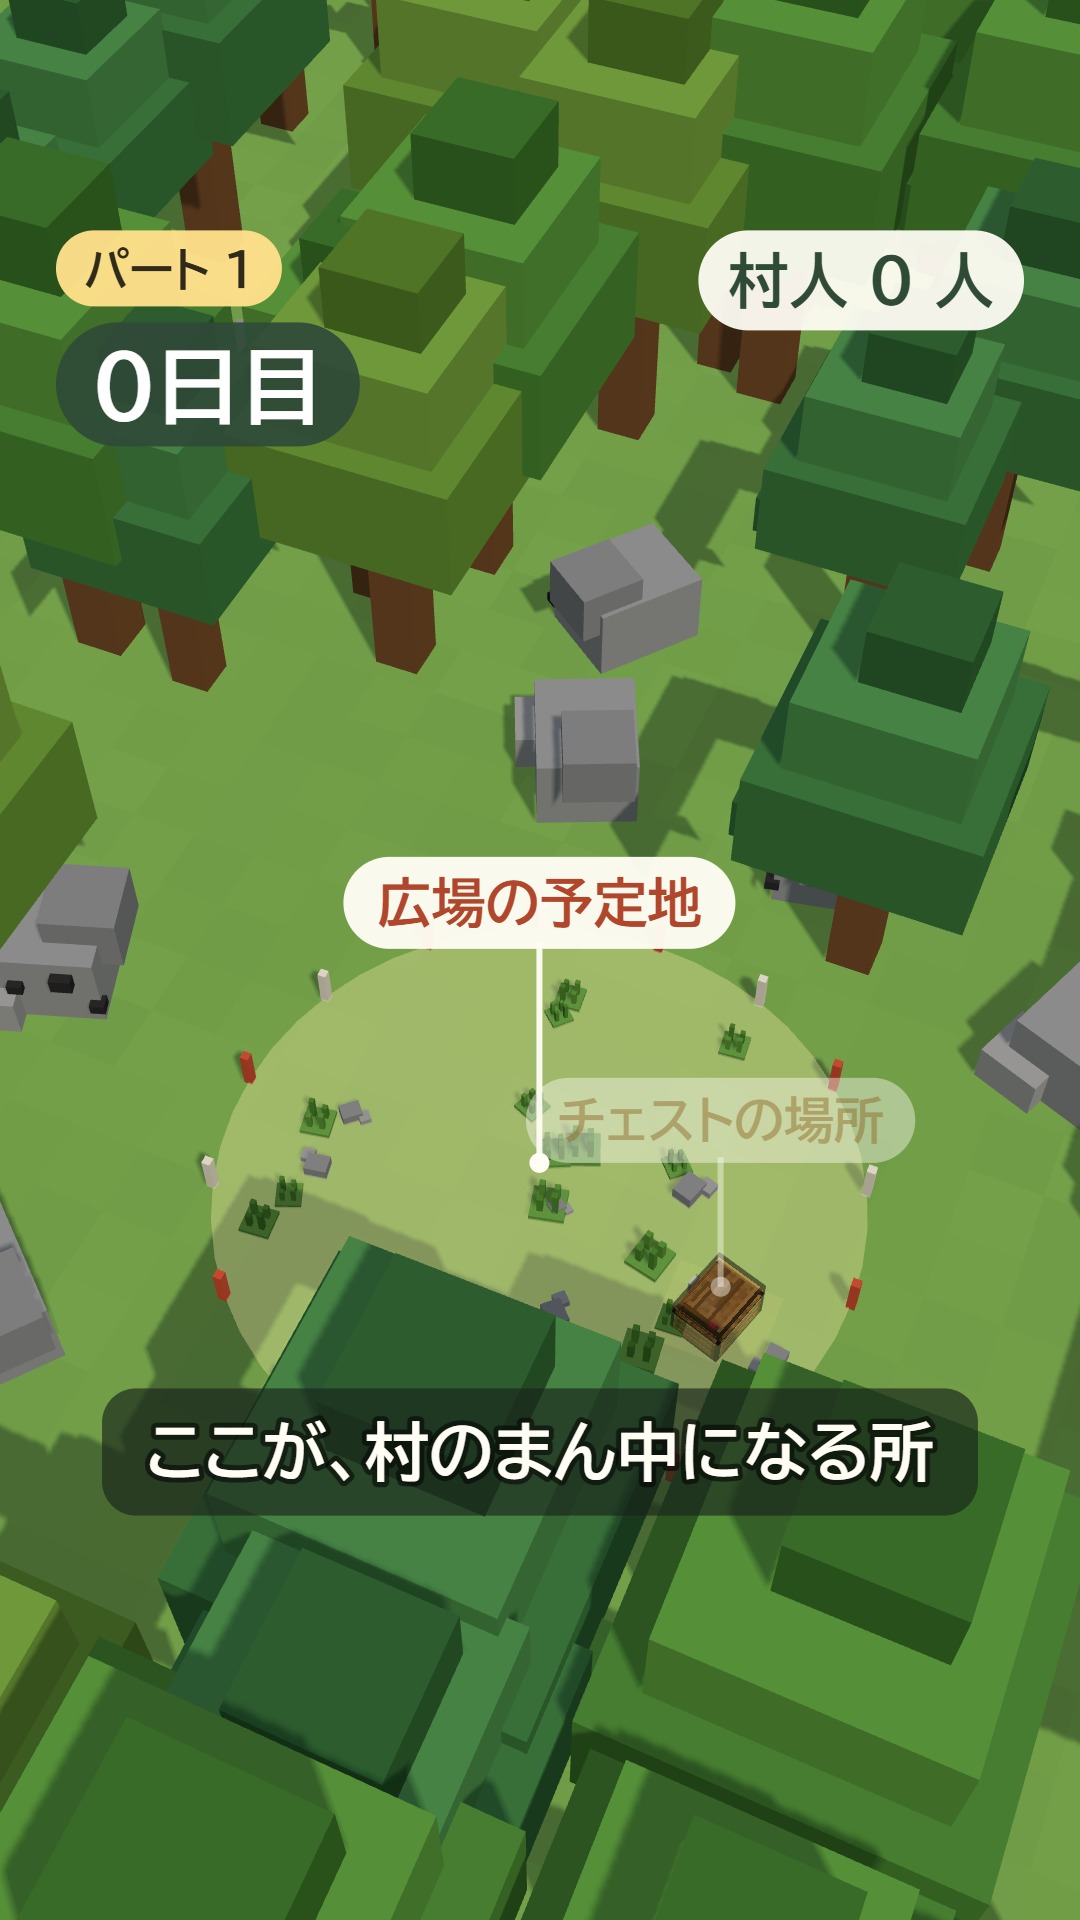 パート 1
村人 0 人
0日目
広場の予定地
チェストの場所
ここが、村のまん中になる所